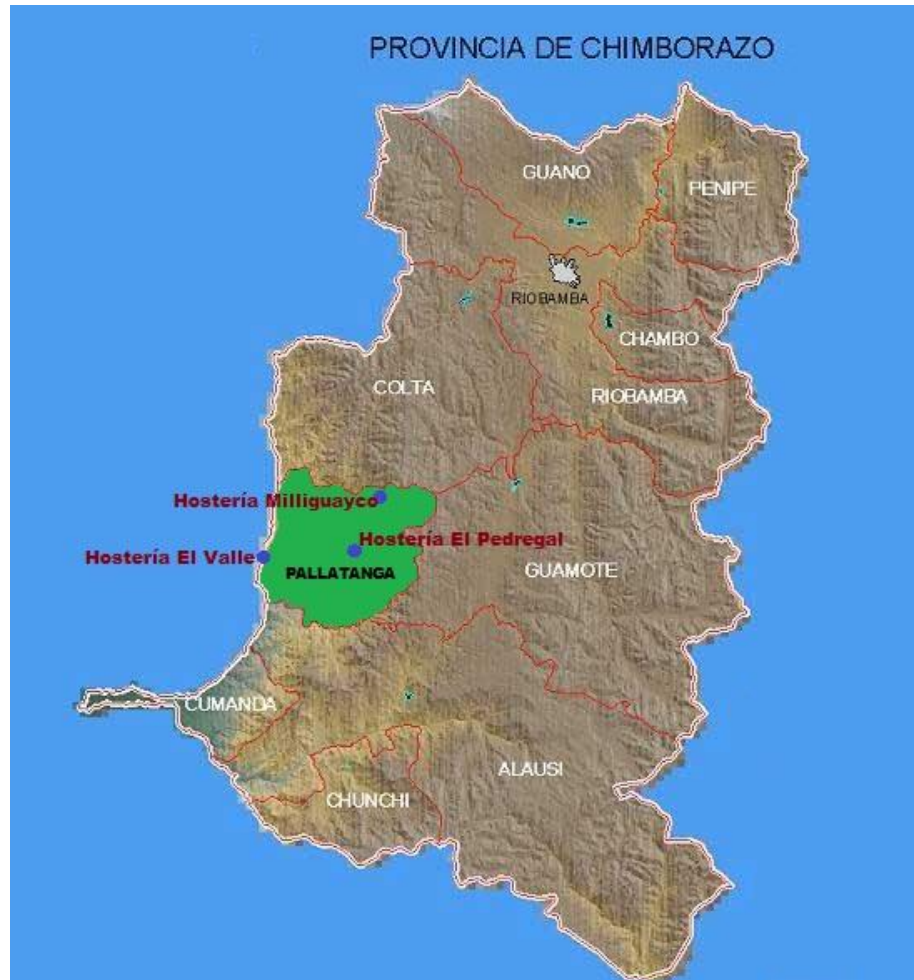 PROVINCIA DE CHIMBORAZO
GUANO
PENIPE
RIOBAMBA
CHAMBO
COLTA
RIOBAMBA
Hostería Milliguayco
Hostería El Pedregal
Hostería El Valle
PALLATANGA
GUAMOTE
CUMANDA
ALAUSI
CHUNCHI